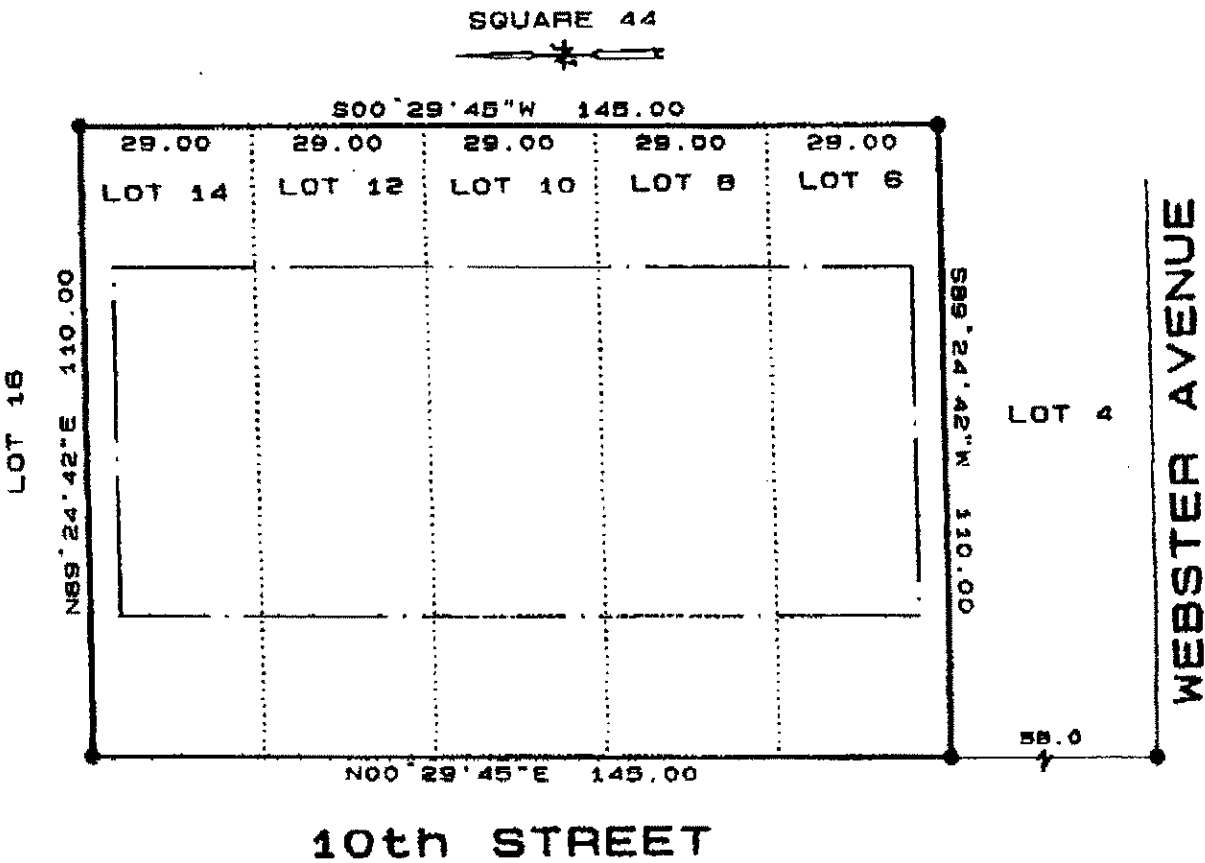 SQUARE 44
S00°29'45"W 145.00
29.00 29.00 29.00 29.00 29.00
LOT 14 LOT 12 LOT 10 LOT 8 LOT 6
LOT 16
N89°24'42"E 110.00
S89°24'42"W 110.00
LOT 4
WEBSTER AVENUE
58.0
N00°29'45"E 145.00
10th STREET